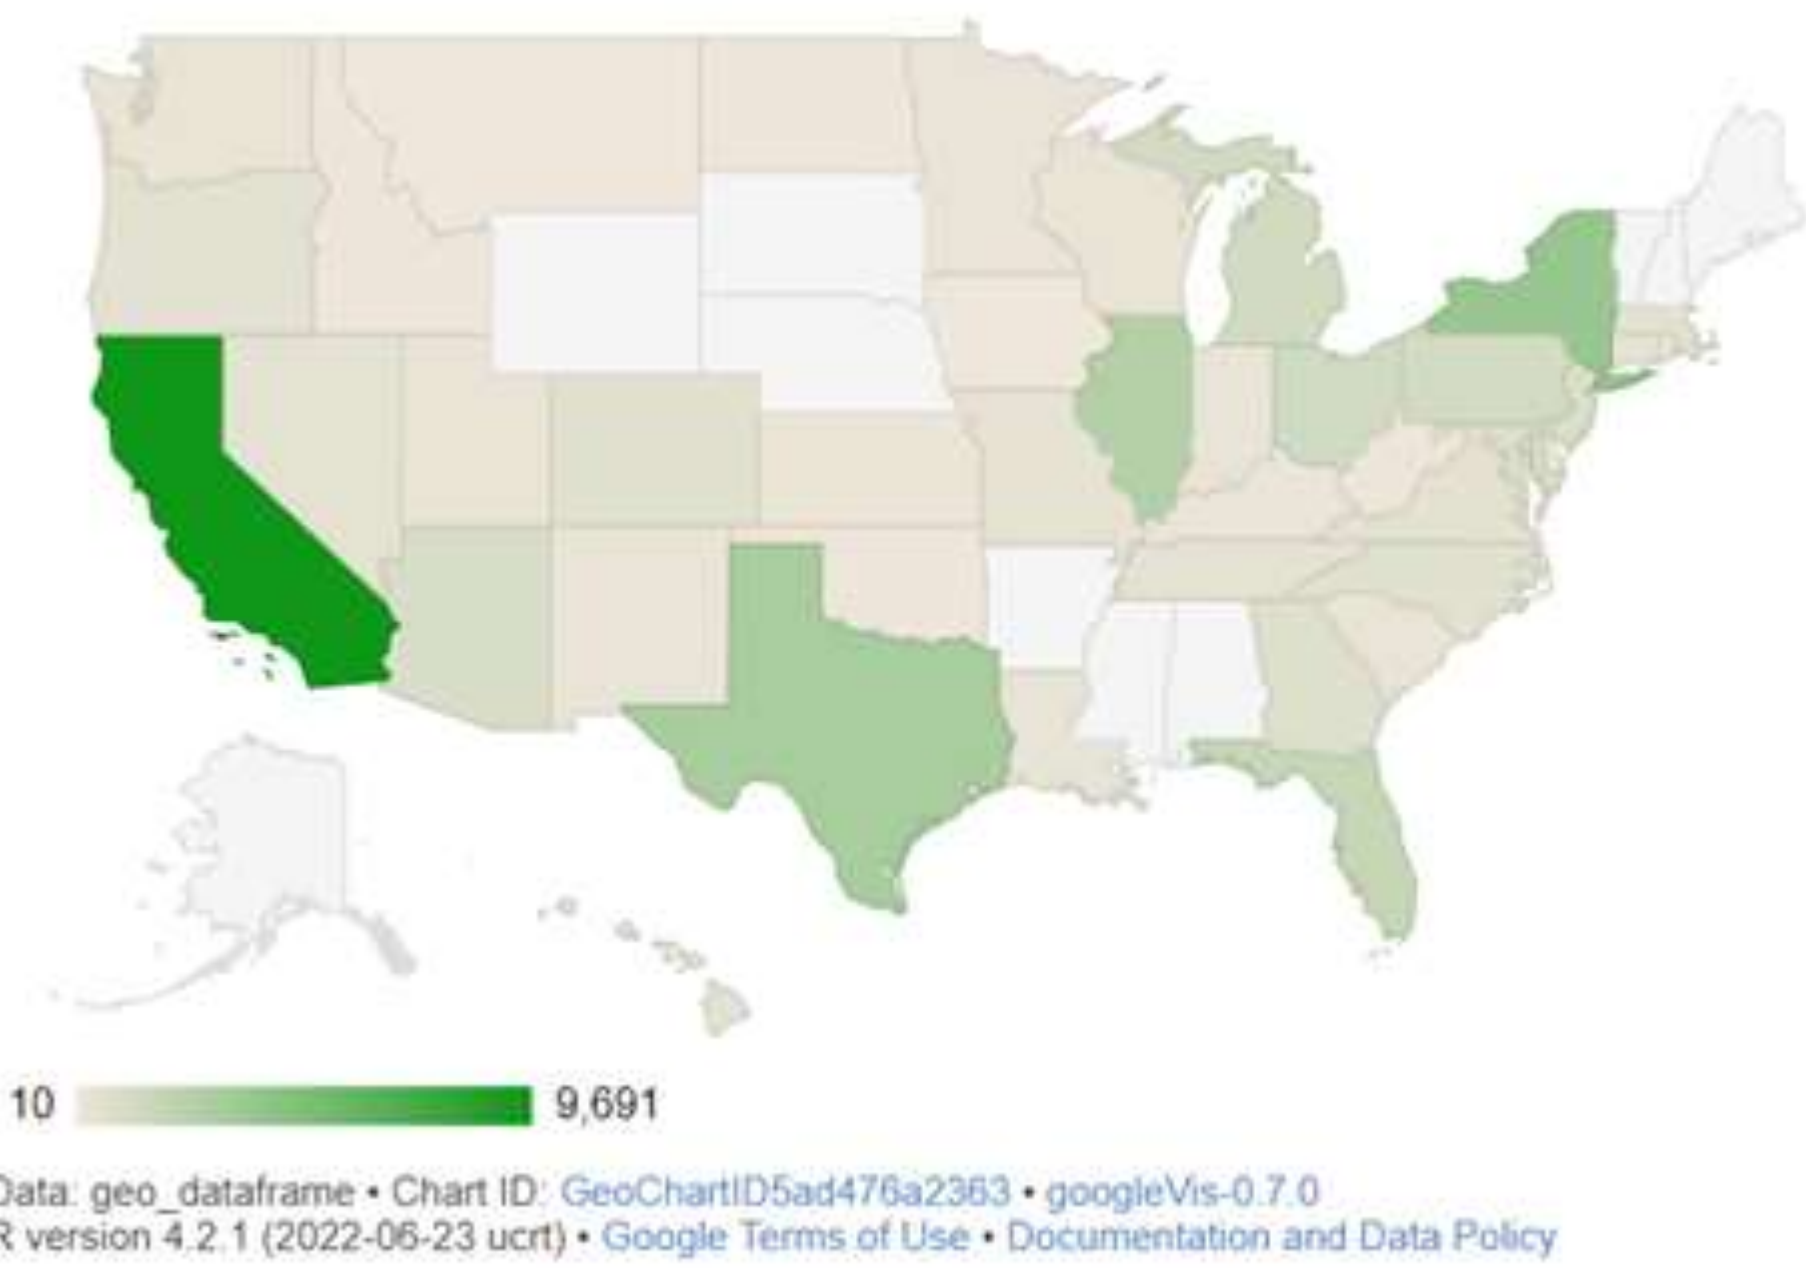 10 9,691
Data: geo_dataframe • Chart ID: GeoChartID5ad476a2363 • googleVis-0.7.0
R version 4.2.1 (2022-06-23 ucrt) • Google Terms of Use • Documentation and Data Policy